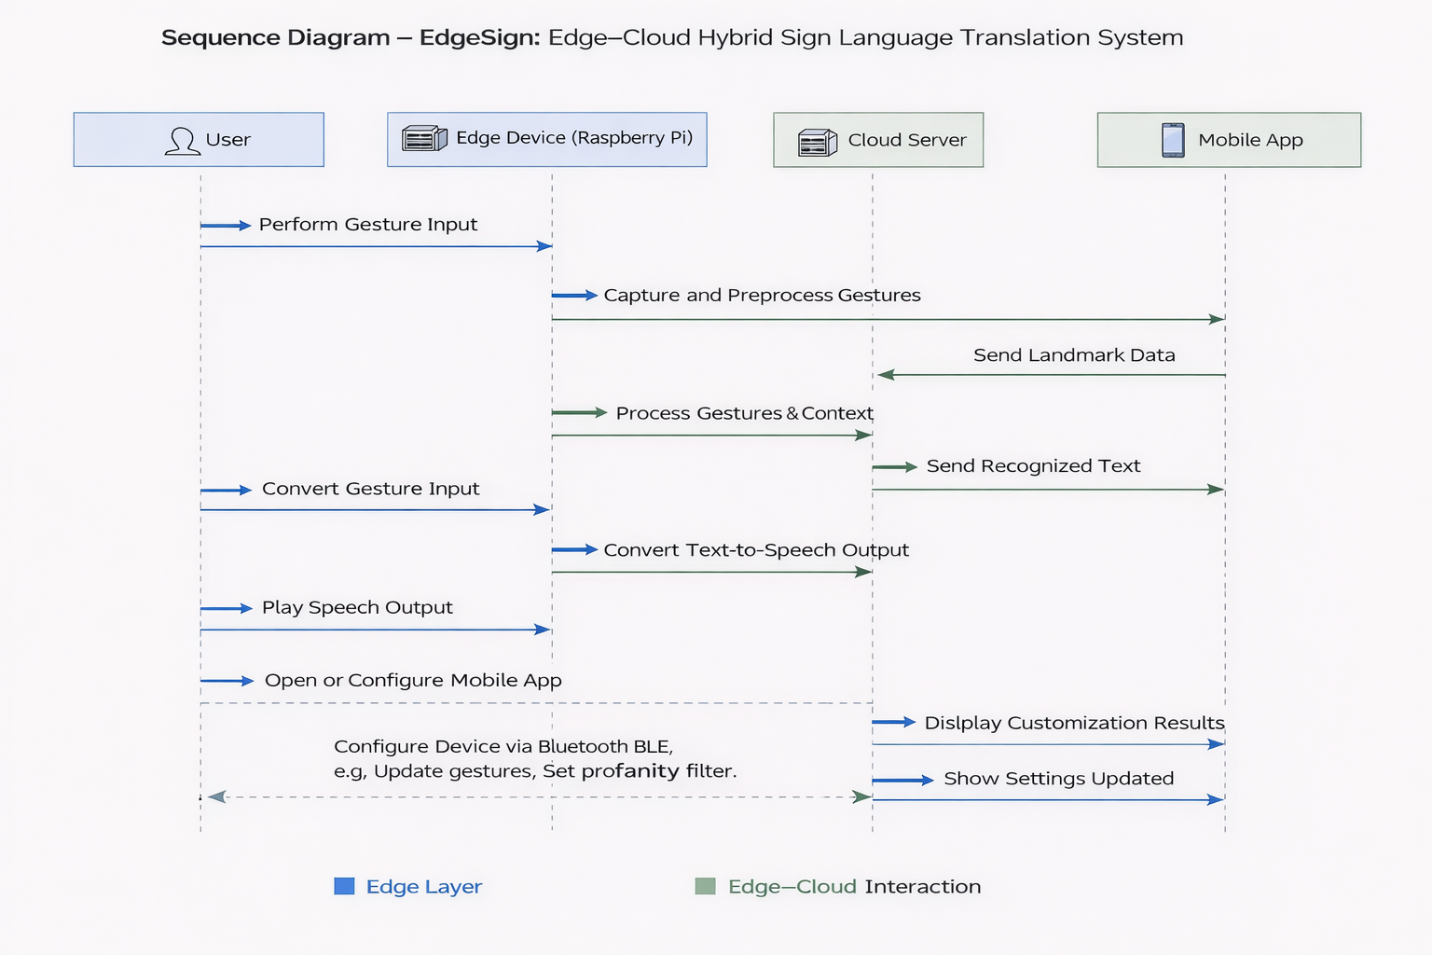 Sequence Diagram – EdgeSign: Edge–Cloud Hybrid Sign Language Translation System
User
Edge Device (Raspberry Pi)
Cloud Server
Mobile App
Perform Gesture Input
Capture and Preprocess Gestures
Send Landmark Data
Process Gestures & Context
Send Recognized Text
Convert Gesture Input
Convert Text-to-Speech Output
Play Speech Output
Open or Configure Mobile App
Dislplay Customization Results
Configure Device via Bluetooth BLE,
e.g, Update gestures, Set profanity filter.
Show Settings Updated
Edge Layer
Edge–Cloud Interaction